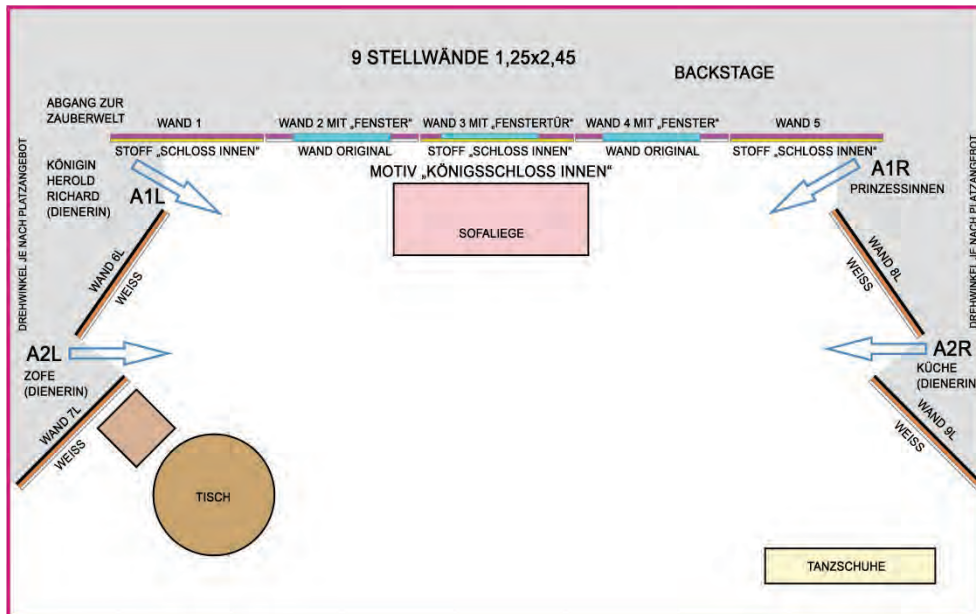 9 STELLWÄNDE 1,25x2,45
BACKSTAGE
ABGANG ZUR
ZAUBERWELT
WAND 1
WAND 2 MIT „FENSTER"
WAND 3 MIT „FENSTERTÜR"
WAND 4 MIT „FENSTER"
WAND 5
STOFF „SCHLOSS INNEN"
WAND ORIGINAL
STOFF „SCHLOSS INNEN"
WAND ORIGINAL
STOFF „SCHLOSS INNEN"
MOTIV „KÖNIGSSCHLOSS INNEN"
KÖNIGIN
HEROLD
RICHARD
(DIENERIN)
A1L
A1R
PRINZESSINNEN
SOFALIEGE
DREHWINKEL JE NACH PLATZANGEBOT
DREHWINKEL JE NACH PLATZANGEBOT
WAND 6L
WEISS
WAND 8L
WEISS
A2L
ZOFE
(DIENERIN)
A2R
KÜCHE
(DIENERIN)
WAND 7L
WEISS
WAND 9L
WEISS
TISCH
TANZSCHUHE